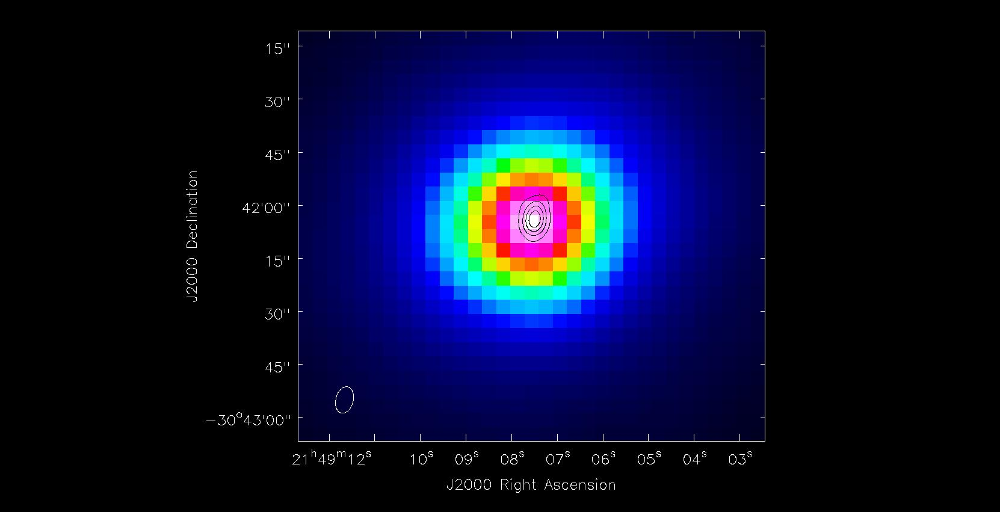 15"
30"
45"
42'00"
15"
30"
45"
−30°43'00"
J2000 Declination
21ʰ49ᵐ12ˢ 10ˢ 09ˢ 08ˢ 07ˢ 06ˢ 05ˢ 04ˢ 03ˢ
J2000 Right Ascension